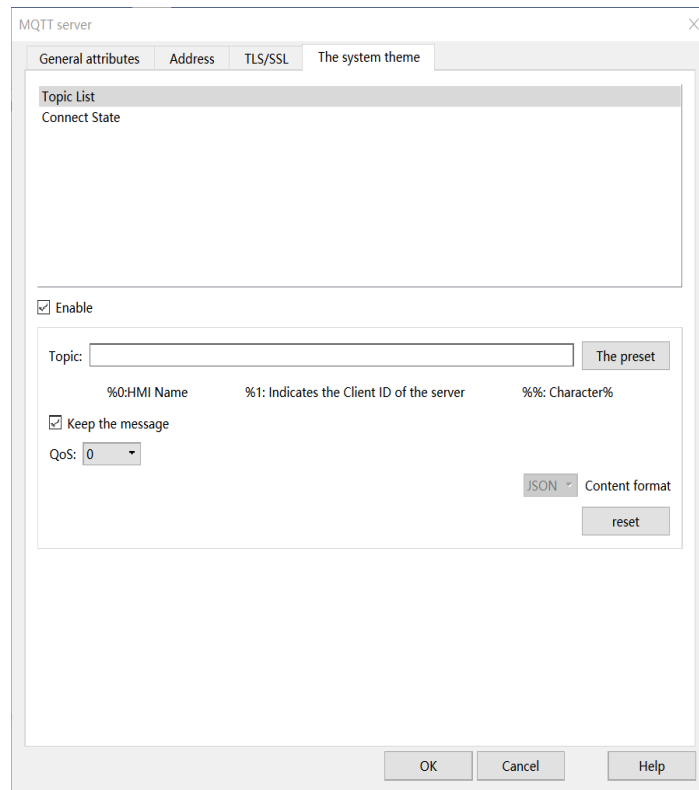 MQTT server
General attributes Address TLS/SSL The system theme
Topic List
Connect State
Enable
Topic: The preset
%0:HMI Name %1: Indicates the Client ID of the server %%: Character%
Keep the message
QoS: 0
JSON Content format
reset
OK Cancel Help